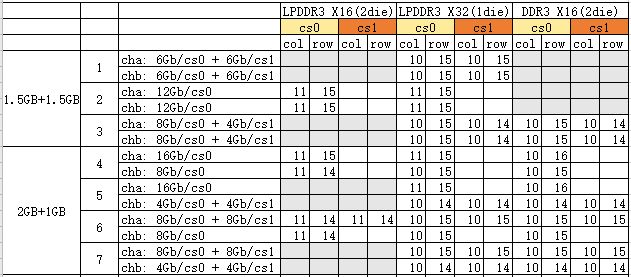 LPDDR3 X16(2die) LPDDR3 X32(1die) DDR3 X16(2die)
cs0 cs1 cs0 cs1 cs0 cs1
col row col row col row col row col row col row
1.5GB+1.5GB
1 cha: 6Gb/cs0 + 6Gb/cs1 10 15 10 15
chb: 6Gb/cs0 + 6Gb/cs1 10 15 10 15
2 cha: 12Gb/cs0 11 15 11 15
chb: 12Gb/cs0 11 15 11 15
3 cha: 8Gb/cs0 + 4Gb/cs1 10 15 10 14 10 15 10 14
chb: 8Gb/cs0 + 4Gb/cs1 10 15 10 14 10 15 10 14
2GB+1GB
4 cha: 16Gb/cs0 11 15 11 15 10 16
chb: 8Gb/cs0 11 14 10 15 10 15
5 cha: 16Gb/cs0 11 15 10 16
chb: 4Gb/cs0 + 4Gb/cs1 10 14 10 14 10 14 10 14
6 cha: 8Gb/cs0 + 8Gb/cs1 11 14 11 14 10 15 10 15 10 15 10 15
chb: 8Gb/cs0 11 14 10 15 10 15
7 cha: 8Gb/cs0 + 8Gb/cs1 10 15 10 15 10 15 10 15
chb: 4Gb/cs0 + 4Gb/cs1 10 14 10 14 10 14 10 14